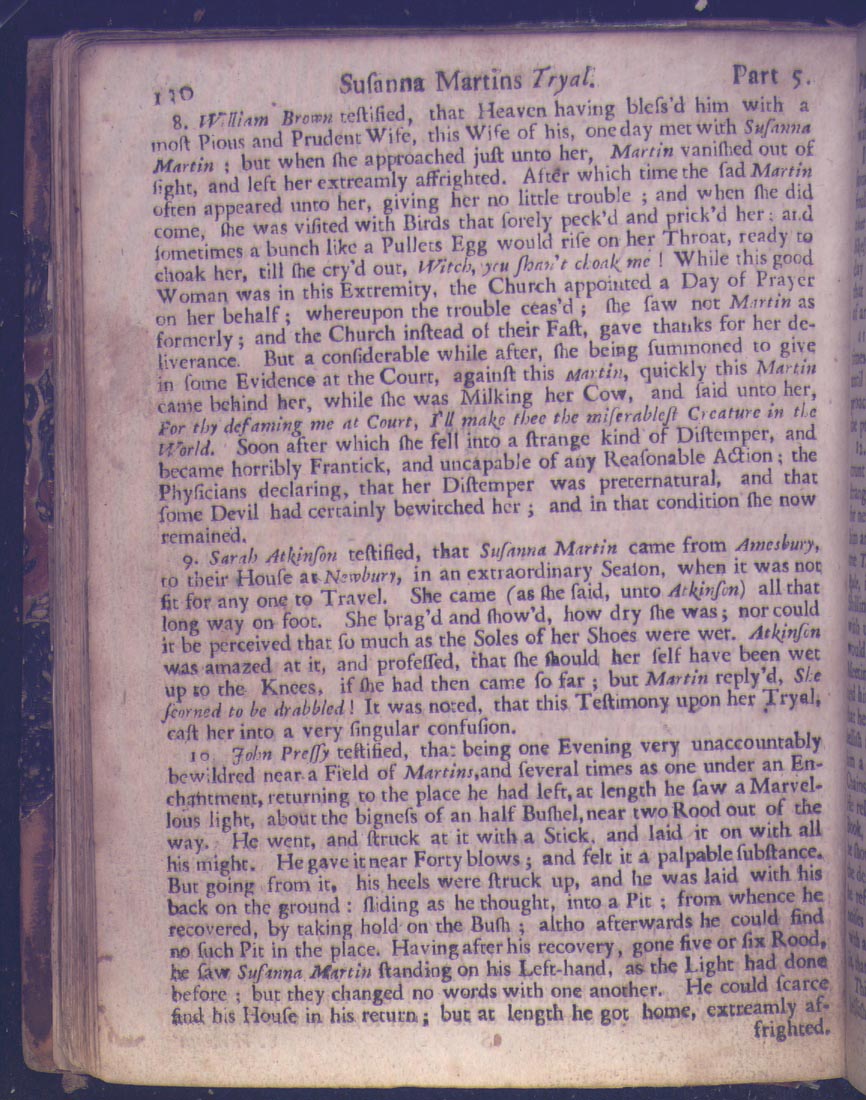 130 Suſanna Martins Tryal. Part 5.
8. William Brown teſtified, that Heaven having bleſs'd him with a
moſt Pious and Prudent Wife, this Wife of his, one day met with Suſanna
Martin ; but when ſhe approached juſt unto her, Martin vaniſhed out of
ſight, and left her extreamly affrighted. After which time the ſad Martin
often appeared unto her, giving her no little trouble ; and when ſhe did
come, ſhe was viſited with Birds that ſorely peck'd and prick'd her ; and
ſometimes a bunch like a Pullets Egg would riſe on her Throat, ready to
choak her, till ſhe cry'd out, Witch, you ſhan't choak me ! While this good
Woman was in this Extremity, the Church appointed a Day of Prayer
on her behalf ; whereupon the trouble ceas'd ; ſhe ſaw not Martin as
formerly ; and the Church inſtead of their Faſt, gave thanks for her de-
liverance. But a conſiderable while after, ſhe being ſummoned to give
in ſome Evidence at the Court, againſt this Martin, quickly this Martin
came behind her, while ſhe was Milking her Cow, and ſaid unto her,
For thy defaming me at Court, I'll make thee the miſerableſt Creature in the
World. Soon after which ſhe fell into a ſtrange kind of Diſtemper, and
became horribly Frantick, and uncapable of any Reaſonable Action ; the
Phyſicians declaring, that her Diſtemper was preternatural, and that
ſome Devil had certainly bewitched her ; and in that condition ſhe now
remained.
9. Sarah Atkinſon teſtified, that Suſanna Martin came from Amesbury,
to their Houſe at Newbury, in an extraordinary Seaſon, when it was not
fit for any one to Travel. She came (as ſhe ſaid, unto Atkinſon) all that
long way on foot. She brag'd and ſhow'd, how dry ſhe was ; nor could
it be perceived that ſo much as the Soles of her Shoes were wet. Atkinſon
was amazed at it, and profeſſed, that ſhe ſhould her ſelf have been wet
up to the Knees, if ſhe had then came ſo far ; but Martin reply'd, She
ſcorned to be drabbled ! It was noted, that this Teſtimony upon her Tryal,
caſt her into a very ſingular confuſion.
10. John Preſſy teſtified, that being one Evening very unaccountably
bewildred near a Field of Martins, and ſeveral times as one under an En-
chantment, returning to the place he had left, at length he ſaw a Marvel-
lous light, about the bigneſs of an half Buſhel, near two Rood out of the
way. He went, and ſtruck at it with a Stick, and laid it on with all
his might. He gave it near Forty blows ; and felt it a palpable ſubſtance.
But going from it, his heels were ſtruck up, and he was laid with his
back on the ground : ſliding as he thought, into a Pit ; from whence he
recovered, by taking hold on the Buſh ; altho afterwards he could find
no ſuch Pit in the place. Having after his recovery, gone five or ſix Rood,
he ſaw Suſanna Martin ſtanding on his Left-hand, as the Light had done
before ; but they changed no words with one another. He could ſcarce
find his Houſe in his return ; but at length he got home, extreamly af-
frighted.